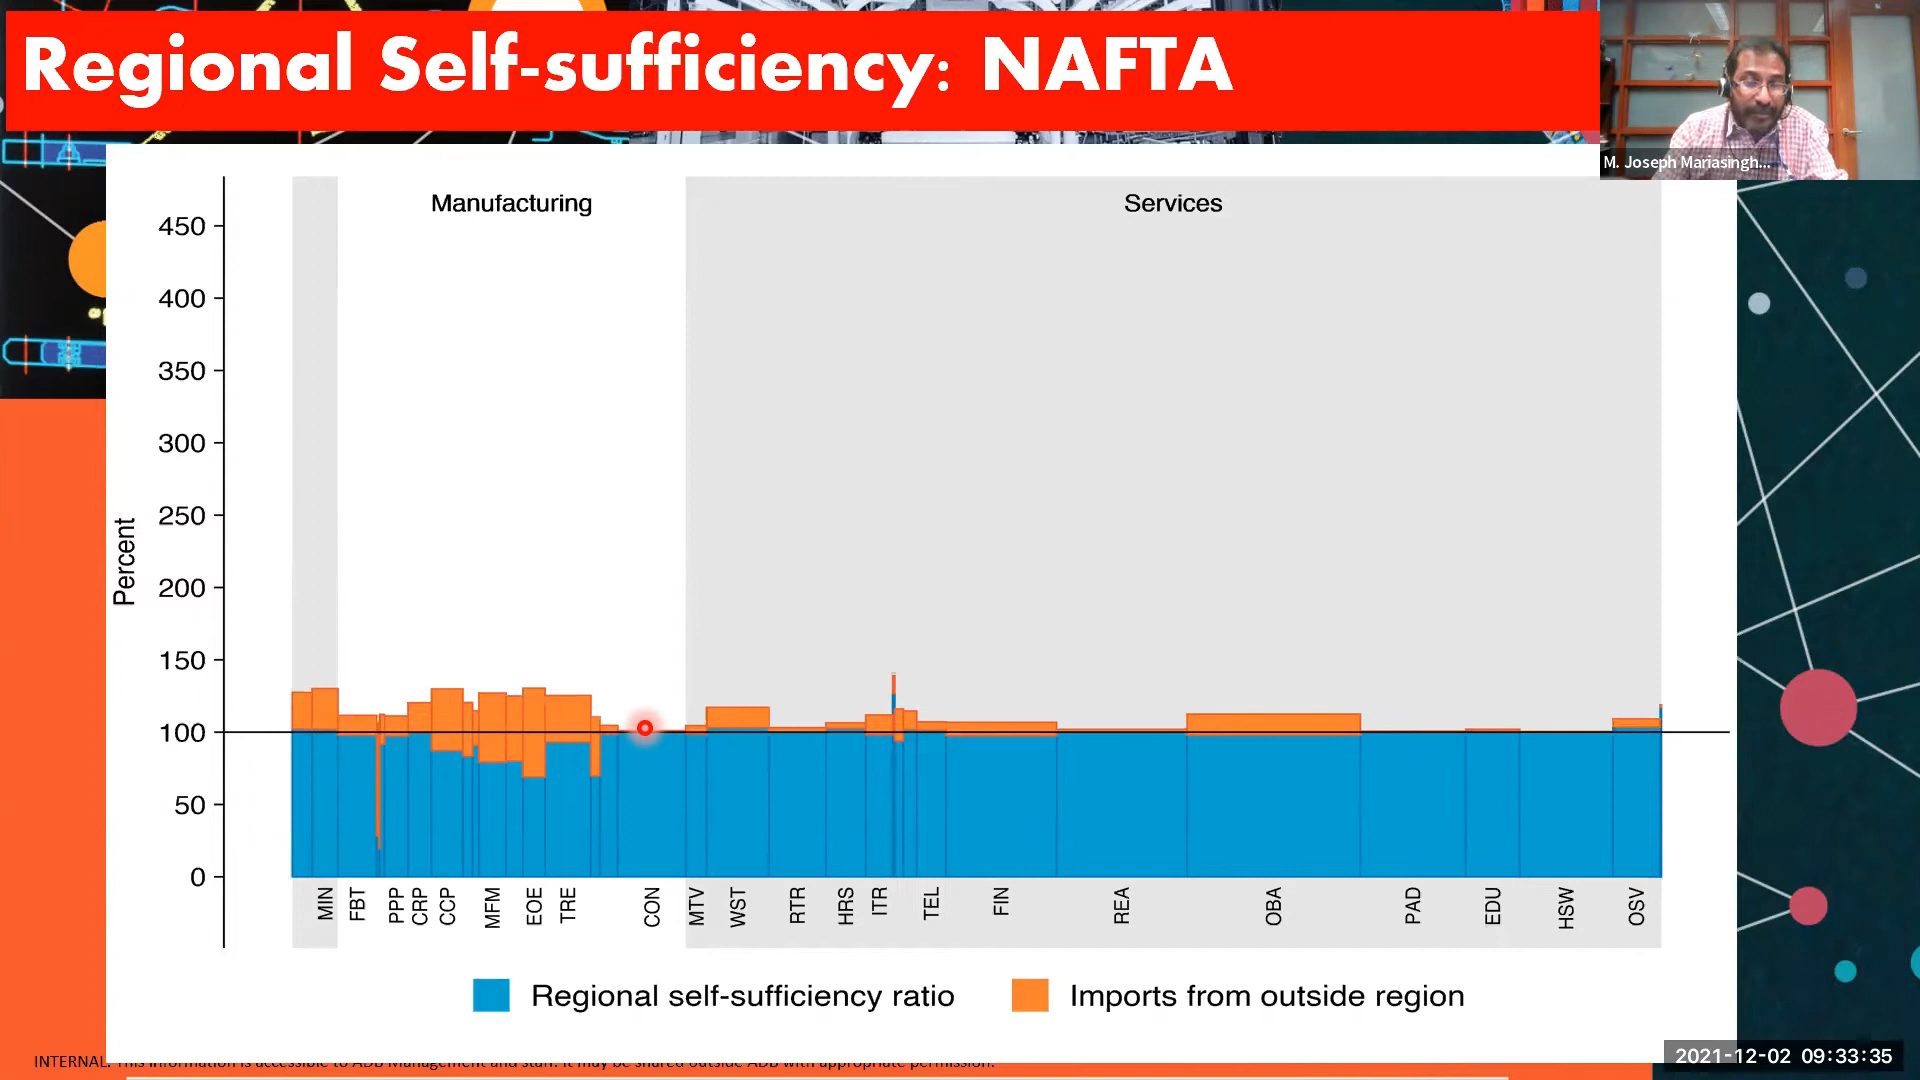 Regional Self-sufficiency: NAFTA
M. Joseph Mariasingh...
Manufacturing
Services
450
400
350
300
250
200
150
100
50
0
Percent
MIN
FBT
PPP
CRP
CCP
MFM
EOE
TRE
CON
MTV
WST
RTR
HRS
ITR
TEL
FIN
REA
OBA
PAD
EDU
HSW
OSV
Regional self-sufficiency ratio
Imports from outside region
INTERNAL. This information is accessible to ADB Management and staff. It may be shared outside ADB with appropriate permission.
2021-12-02 09:33:35